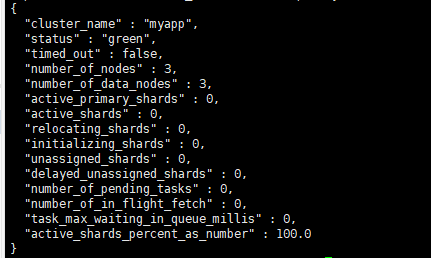 {
"cluster_name" : "myapp",
"status" : "green",
"timed_out" : false,
"number_of_nodes" : 3,
"number_of_data_nodes" : 3,
"active_primary_shards" : 0,
"active_shards" : 0,
"relocating_shards" : 0,
"initializing_shards" : 0,
"unassigned_shards" : 0,
"delayed_unassigned_shards" : 0,
"number_of_pending_tasks" : 0,
"number_of_in_flight_fetch" : 0,
"task_max_waiting_in_queue_millis" : 0,
"active_shards_percent_as_number" : 100.0
}